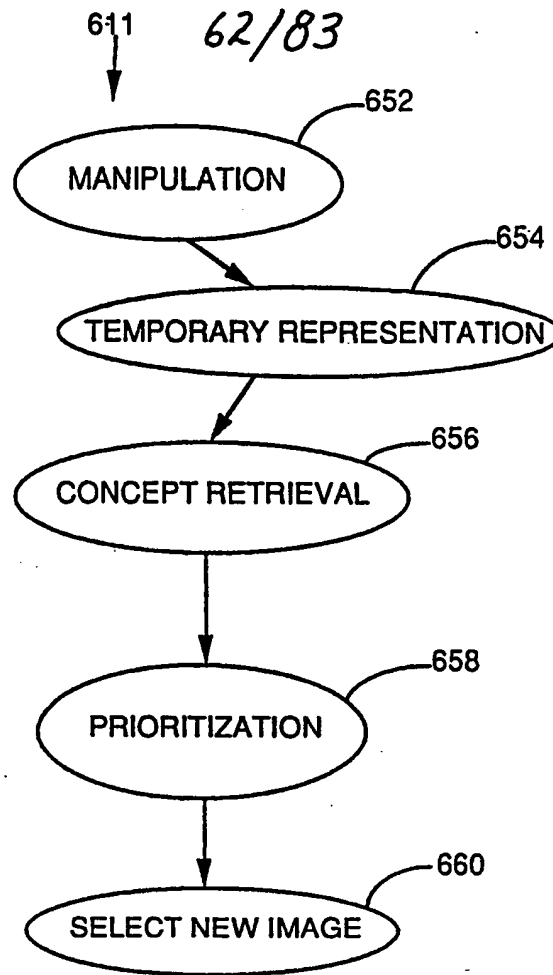 611 62/83
652
MANIPULATION
654
TEMPORARY REPRESENTATION
656
CONCEPT RETRIEVAL
658
PRIORITIZATION
660
SELECT NEW IMAGE